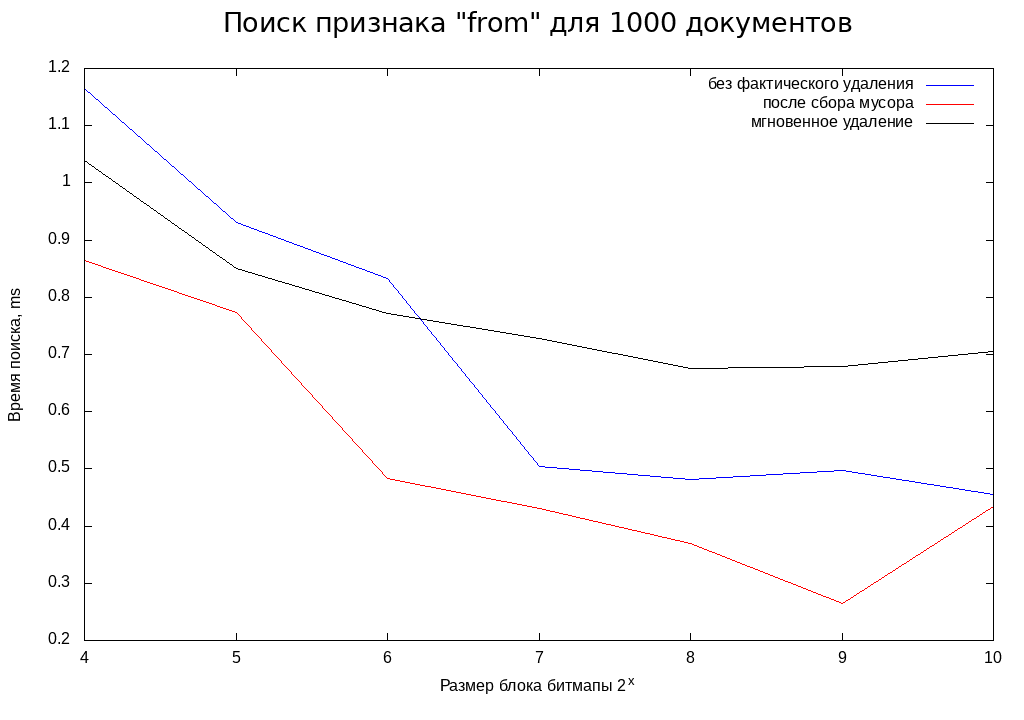 Поиск признака "from" для 1000 документов
1.2
1.1
1
0.9
0.8
0.7
0.6
0.5
0.4
0.3
0.2
Время поиска, ms
без фактического удаления
после сбора мусора
мгновенное удаление
4 5 6 7 8 9 10
Размер блока битмапы 2^x